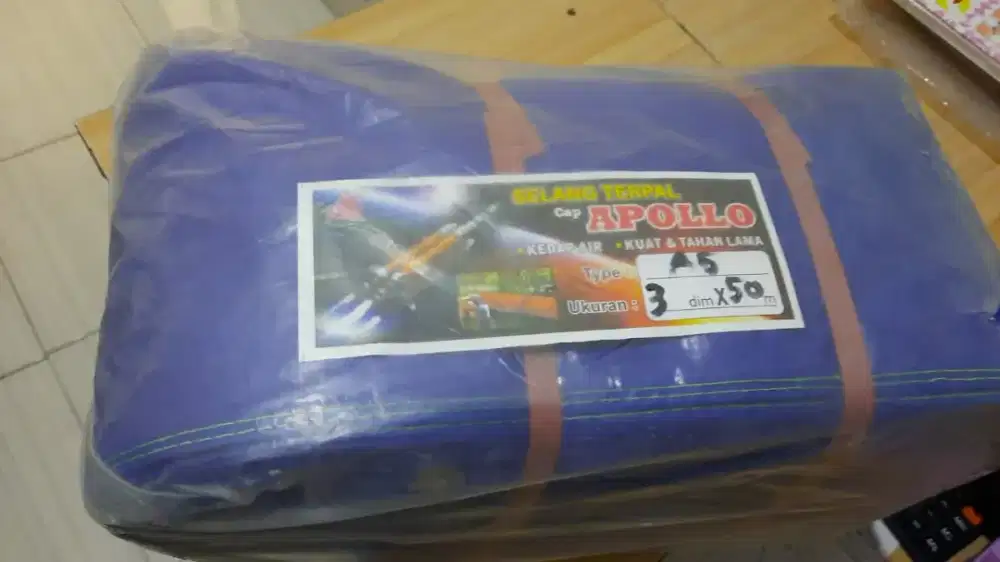 SELANG TERPAL
Cap APOLLO
• KEDAP AIR • KUAT & TAHAN LAMA
Type : A5
Ukuran : 3 dim X 50 m